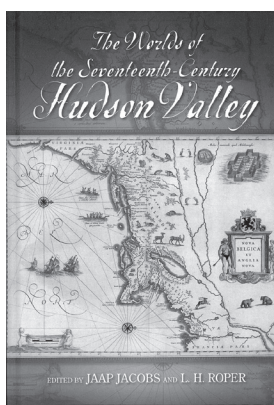 The Worlds of
the Seventeenth-Century
Hudson Valley
NOVA
BELGICA
ET
ANGLIA
NOVA
EDITED BY JAAP JACOBS AND L. H. ROPER